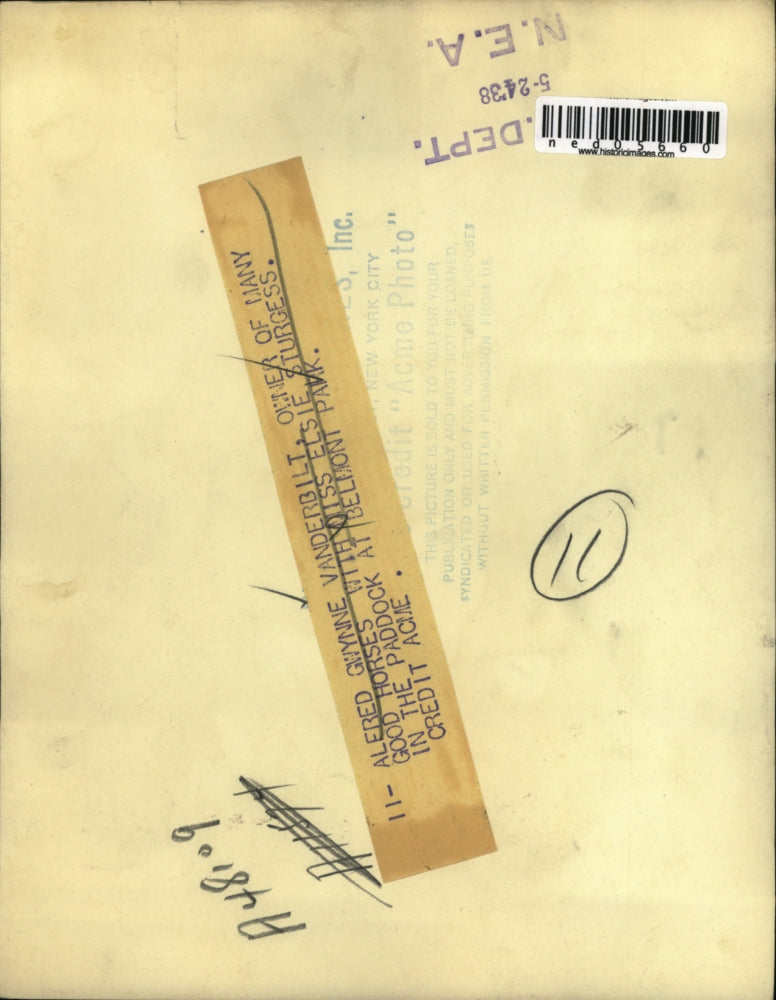 N.E.A.
5-2438
.DEPT.
ned05660
www.historicimages.com
11- ALFRED GWYNNE VANDERBILT, OWNER OF MANY
GOOD HORSES WITH MISS ELSIE STURGESS.
IN THE PADDOCK AT BELMONT PARK.
CREDIT ACME .
Inc.
NEW YORK CITY
Credit "Acme Photo"
THIS PICTURE IS SOLD TO YOU FOR YOUR
PUBLICATION ONLY AND MUST NOT BE LOANED,
SYNDICATED OR USED FOR ADVERTISING PURPOSES
WITHOUT WRITTEN PERMISSION FROM US
11